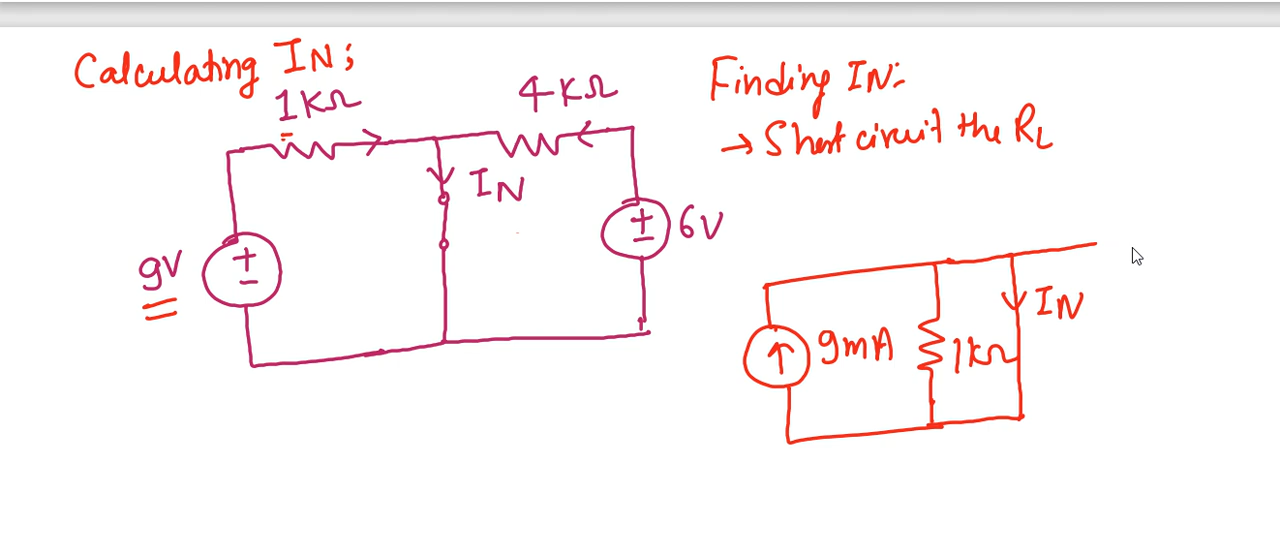 Calculating IN:
1KΩ
4KΩ
IN
9V
+
-
+
-
6V
Finding IN:
→ Short circuit the RL
9mA
1kΩ
IN